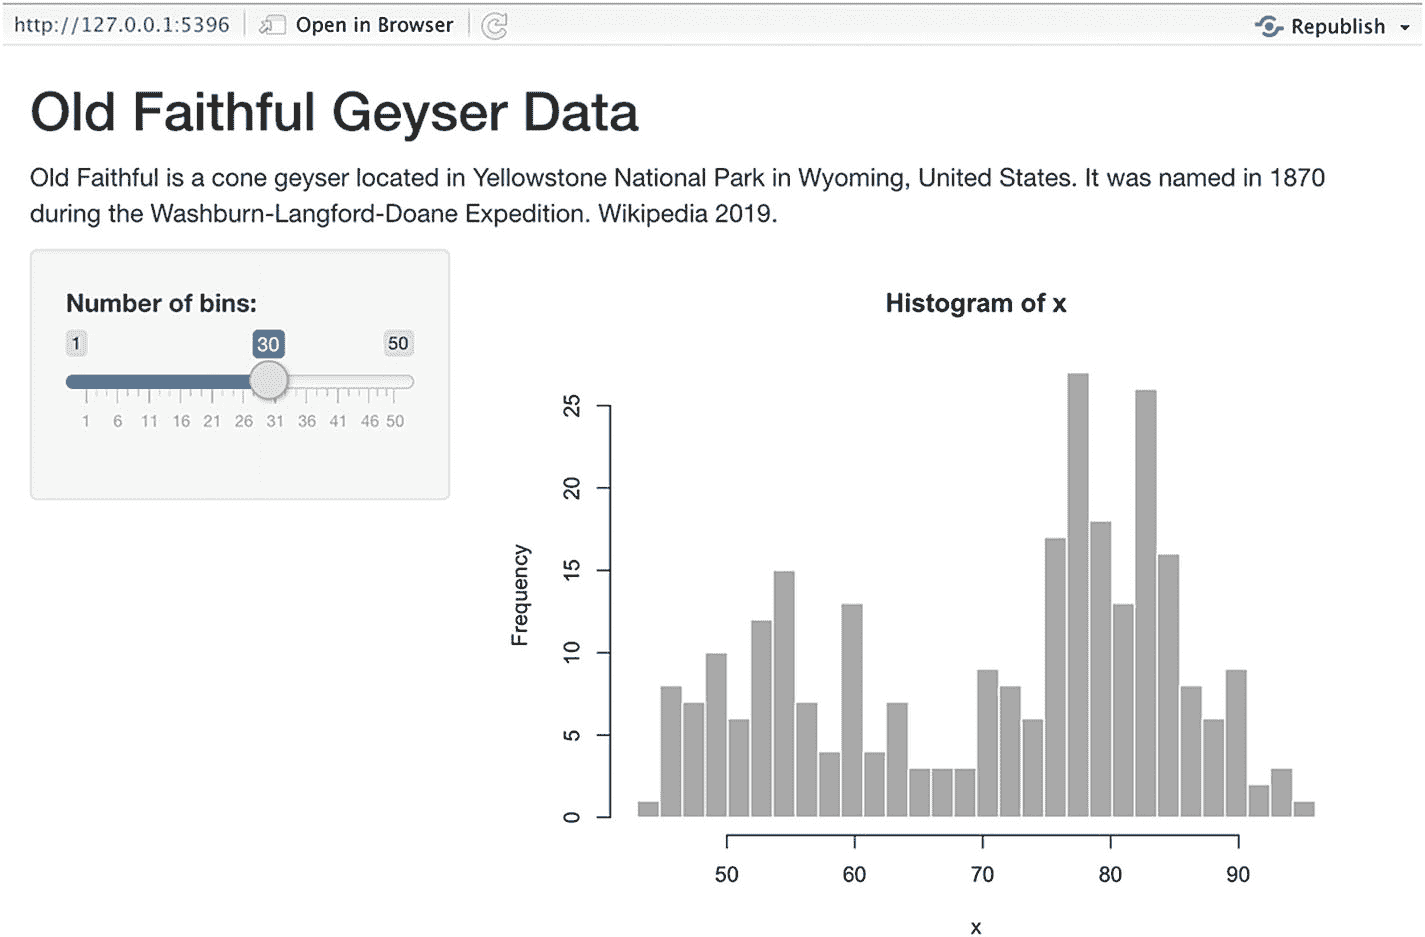 http://127.0.0.1:5396 Open in Browser Republish
Old Faithful Geyser Data
Old Faithful is a cone geyser located in Yellowstone National Park in Wyoming, United States. It was named in 1870
during the Washburn-Langford-Doane Expedition. Wikipedia 2019.
Number of bins:
1 30 50
1 6 11 16 21 26 31 36 41 46 50
Histogram of x
Frequency
25
20
15
10
5
0
50 60 70 80 90
x